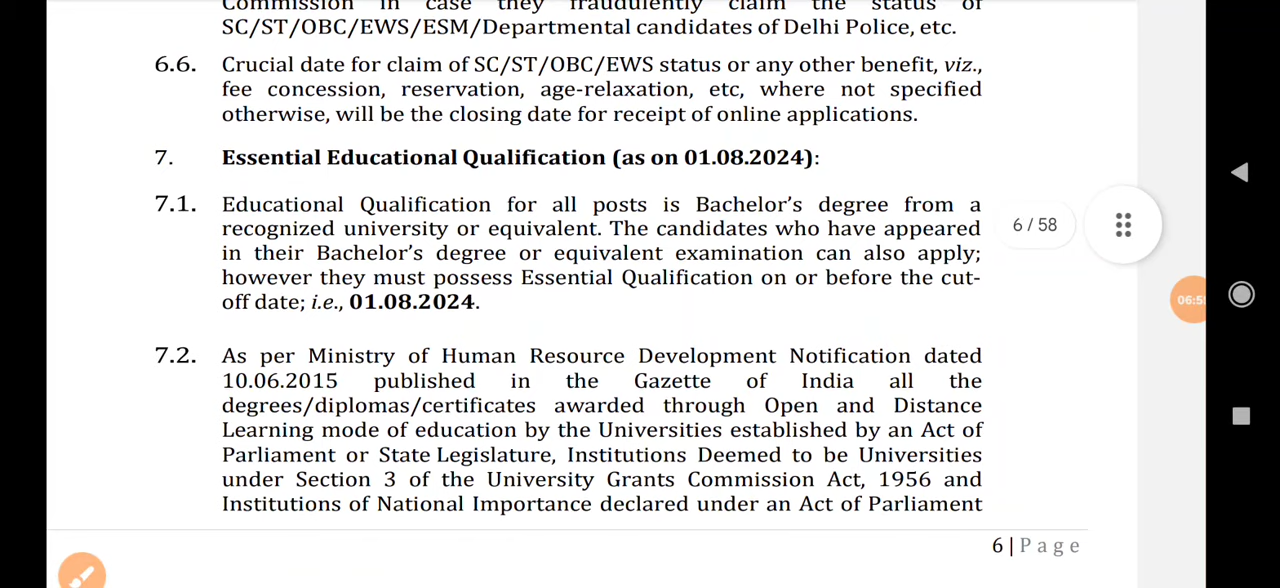 Commission in case they fraudulently claim the status of
SC/ST/OBC/EWS/ESM/Departmental candidates of Delhi Police, etc.
6.6. Crucial date for claim of SC/ST/OBC/EWS status or any other benefit, viz.,
fee concession, reservation, age-relaxation, etc, where not specified
otherwise, will be the closing date for receipt of online applications.
7. Essential Educational Qualification (as on 01.08.2024):
7.1. Educational Qualification for all posts is Bachelor’s degree from a
recognized university or equivalent. The candidates who have appeared
in their Bachelor’s degree or equivalent examination can also apply;
however they must possess Essential Qualification on or before the cut-
off date; i.e., 01.08.2024.
6 / 58
7.2. As per Ministry of Human Resource Development Notification dated
10.06.2015 published in the Gazette of India all the
degrees/diplomas/certificates awarded through Open and Distance
Learning mode of education by the Universities established by an Act of
Parliament or State Legislature, Institutions Deemed to be Universities
under Section 3 of the University Grants Commission Act, 1956 and
Institutions of National Importance declared under an Act of Parliament
6 | Page